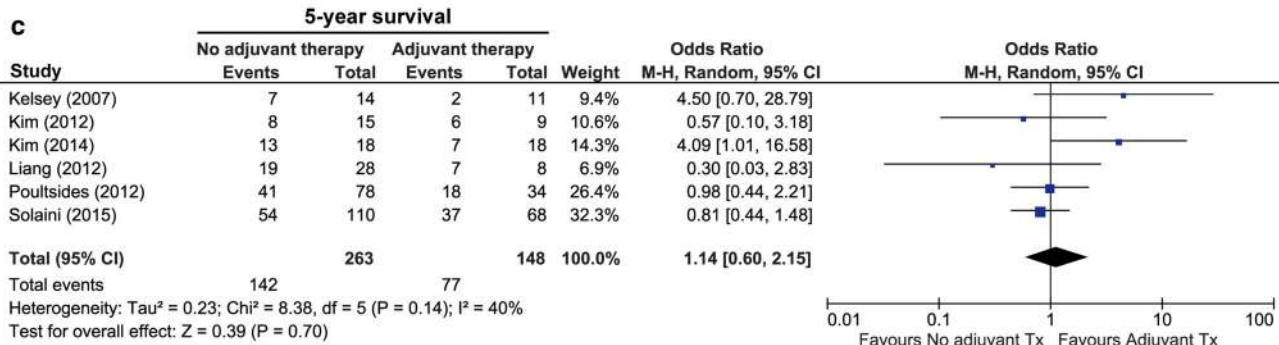 c
5-year survival
No adjuvant therapy Adjuvant therapy Odds Ratio Odds Ratio
Study Events Total Events Total Weight M-H, Random, 95% CI M-H, Random, 95% CI
Kelsey (2007) 7 14 2 11 9.4% 4.50 [0.70, 28.79]
Kim (2012) 8 15 6 9 10.6% 0.57 [0.10, 3.18]
Kim (2014) 13 18 7 18 14.3% 4.09 [1.01, 16.58]
Liang (2012) 19 28 7 8 6.9% 0.30 [0.03, 2.83]
Poultsides (2012) 41 78 18 34 26.4% 0.98 [0.44, 2.21]
Solaini (2015) 54 110 37 68 32.3% 0.81 [0.44, 1.48]
Total (95% CI) 263 148 100.0% 1.14 [0.60, 2.15]
Total events 142 77
Heterogeneity: Tau² = 0.23; Chi² = 8.38, df = 5 (P = 0.14); I² = 40%
Test for overall effect: Z = 0.39 (P = 0.70)
0.01 0.1 1 10 100
Favours No adjuvant Tx Favours Adjuvant Tx